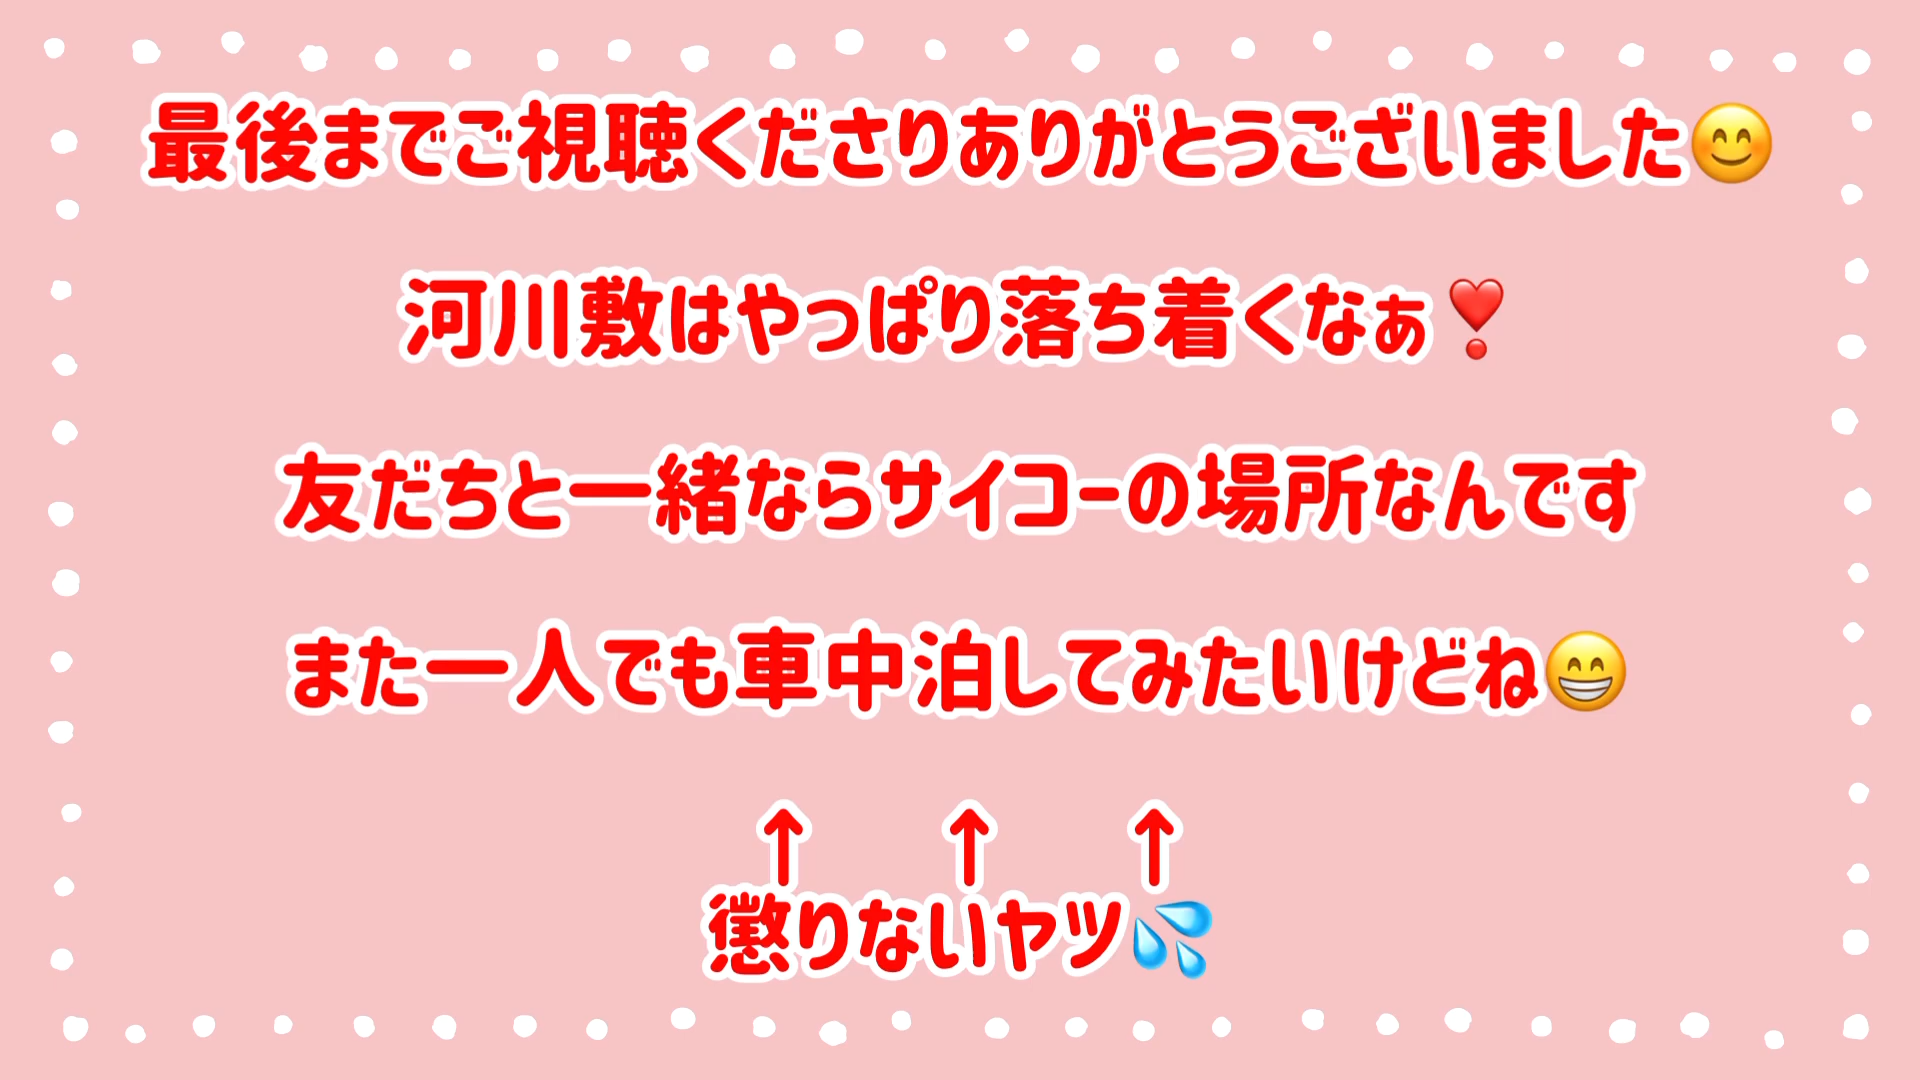 最後までご視聴くださりありがとうございました😊
河川敷はやっぱり落ち着くなぁ❣️
友だちと一緒ならサイコーの場所なんです
また一人でも車中泊してみたいけどね😁
↑ ↑ ↑
懲りないヤツ💦